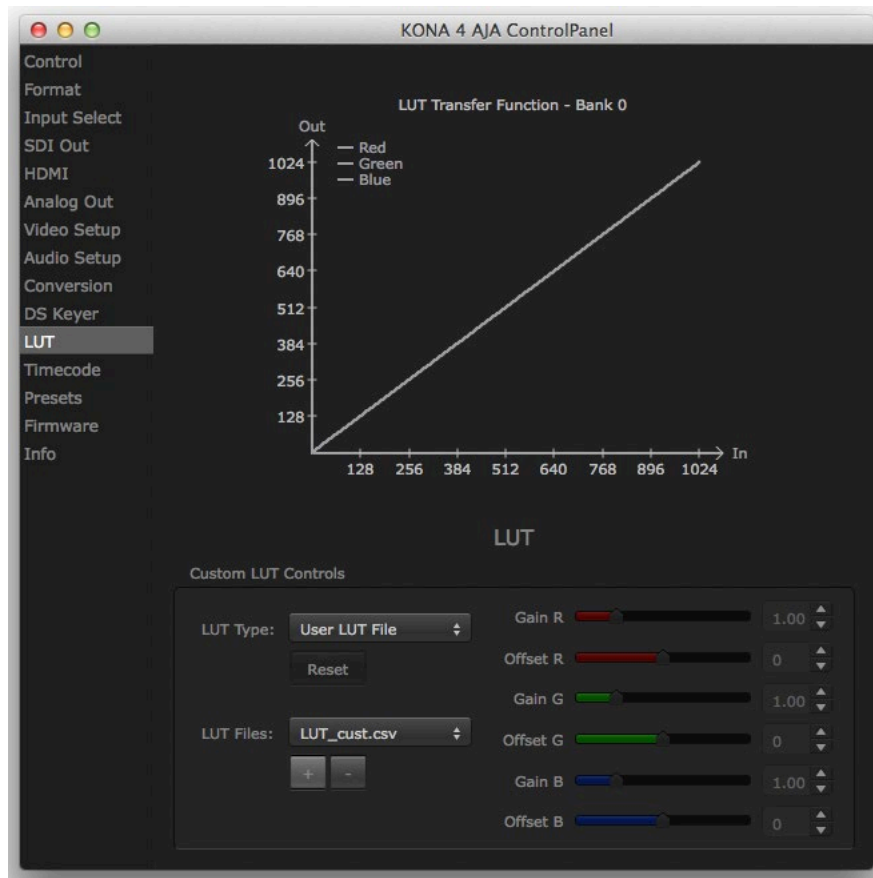 KONA 4 AJA ControlPanel
Control
Format
Input Select
SDI Out
HDMI
Analog Out
Video Setup
Audio Setup
Conversion
DS Keyer
LUT
Timecode
Presets
Firmware
Info
LUT Transfer Function - Bank 0
Out
Red
Green
Blue
1024
896
768
640
512
384
256
128
128 256 384 512 640 768 896 1024
In
LUT
Custom LUT Controls
LUT Type: User LUT File
Reset
LUT Files: LUT_cust.csv
+ -
Gain R 1.00
Offset R 0
Gain G 1.00
Offset G 0
Gain B 1.00
Offset B 0